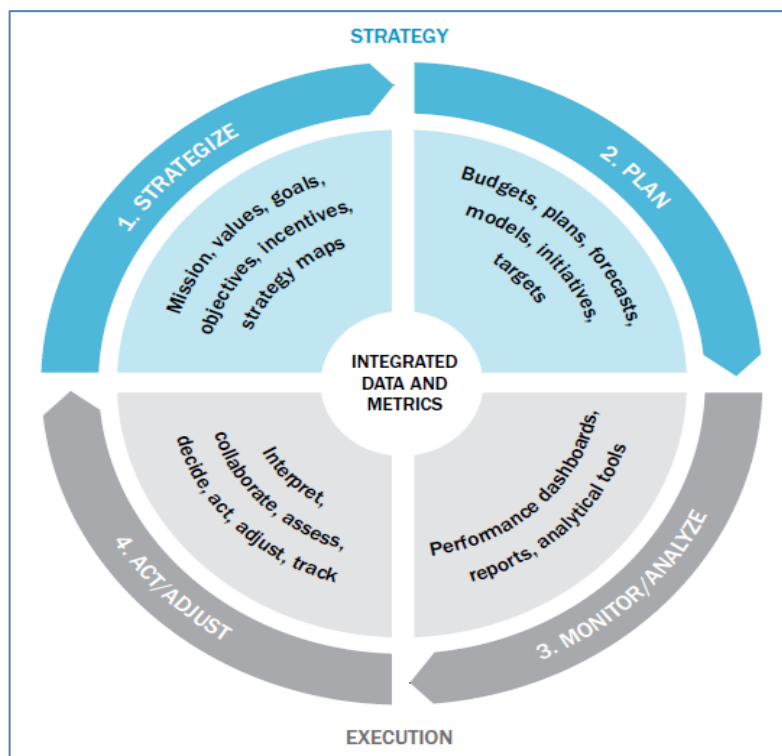 STRATEGY
1. STRATEGIZE
Mission, values, goals,
objectives, incentives,
strategy maps
2. PLAN
Budgets, plans, forecasts,
models, initiatives,
targets
INTEGRATED
DATA AND
METRICS
Interpret,
collaborate, assess,
decide, act, adjust, track
4. ACT/ADJUST
Performance dashboards,
reports, analytical tools
3. MONITOR/ANALYZE
EXECUTION